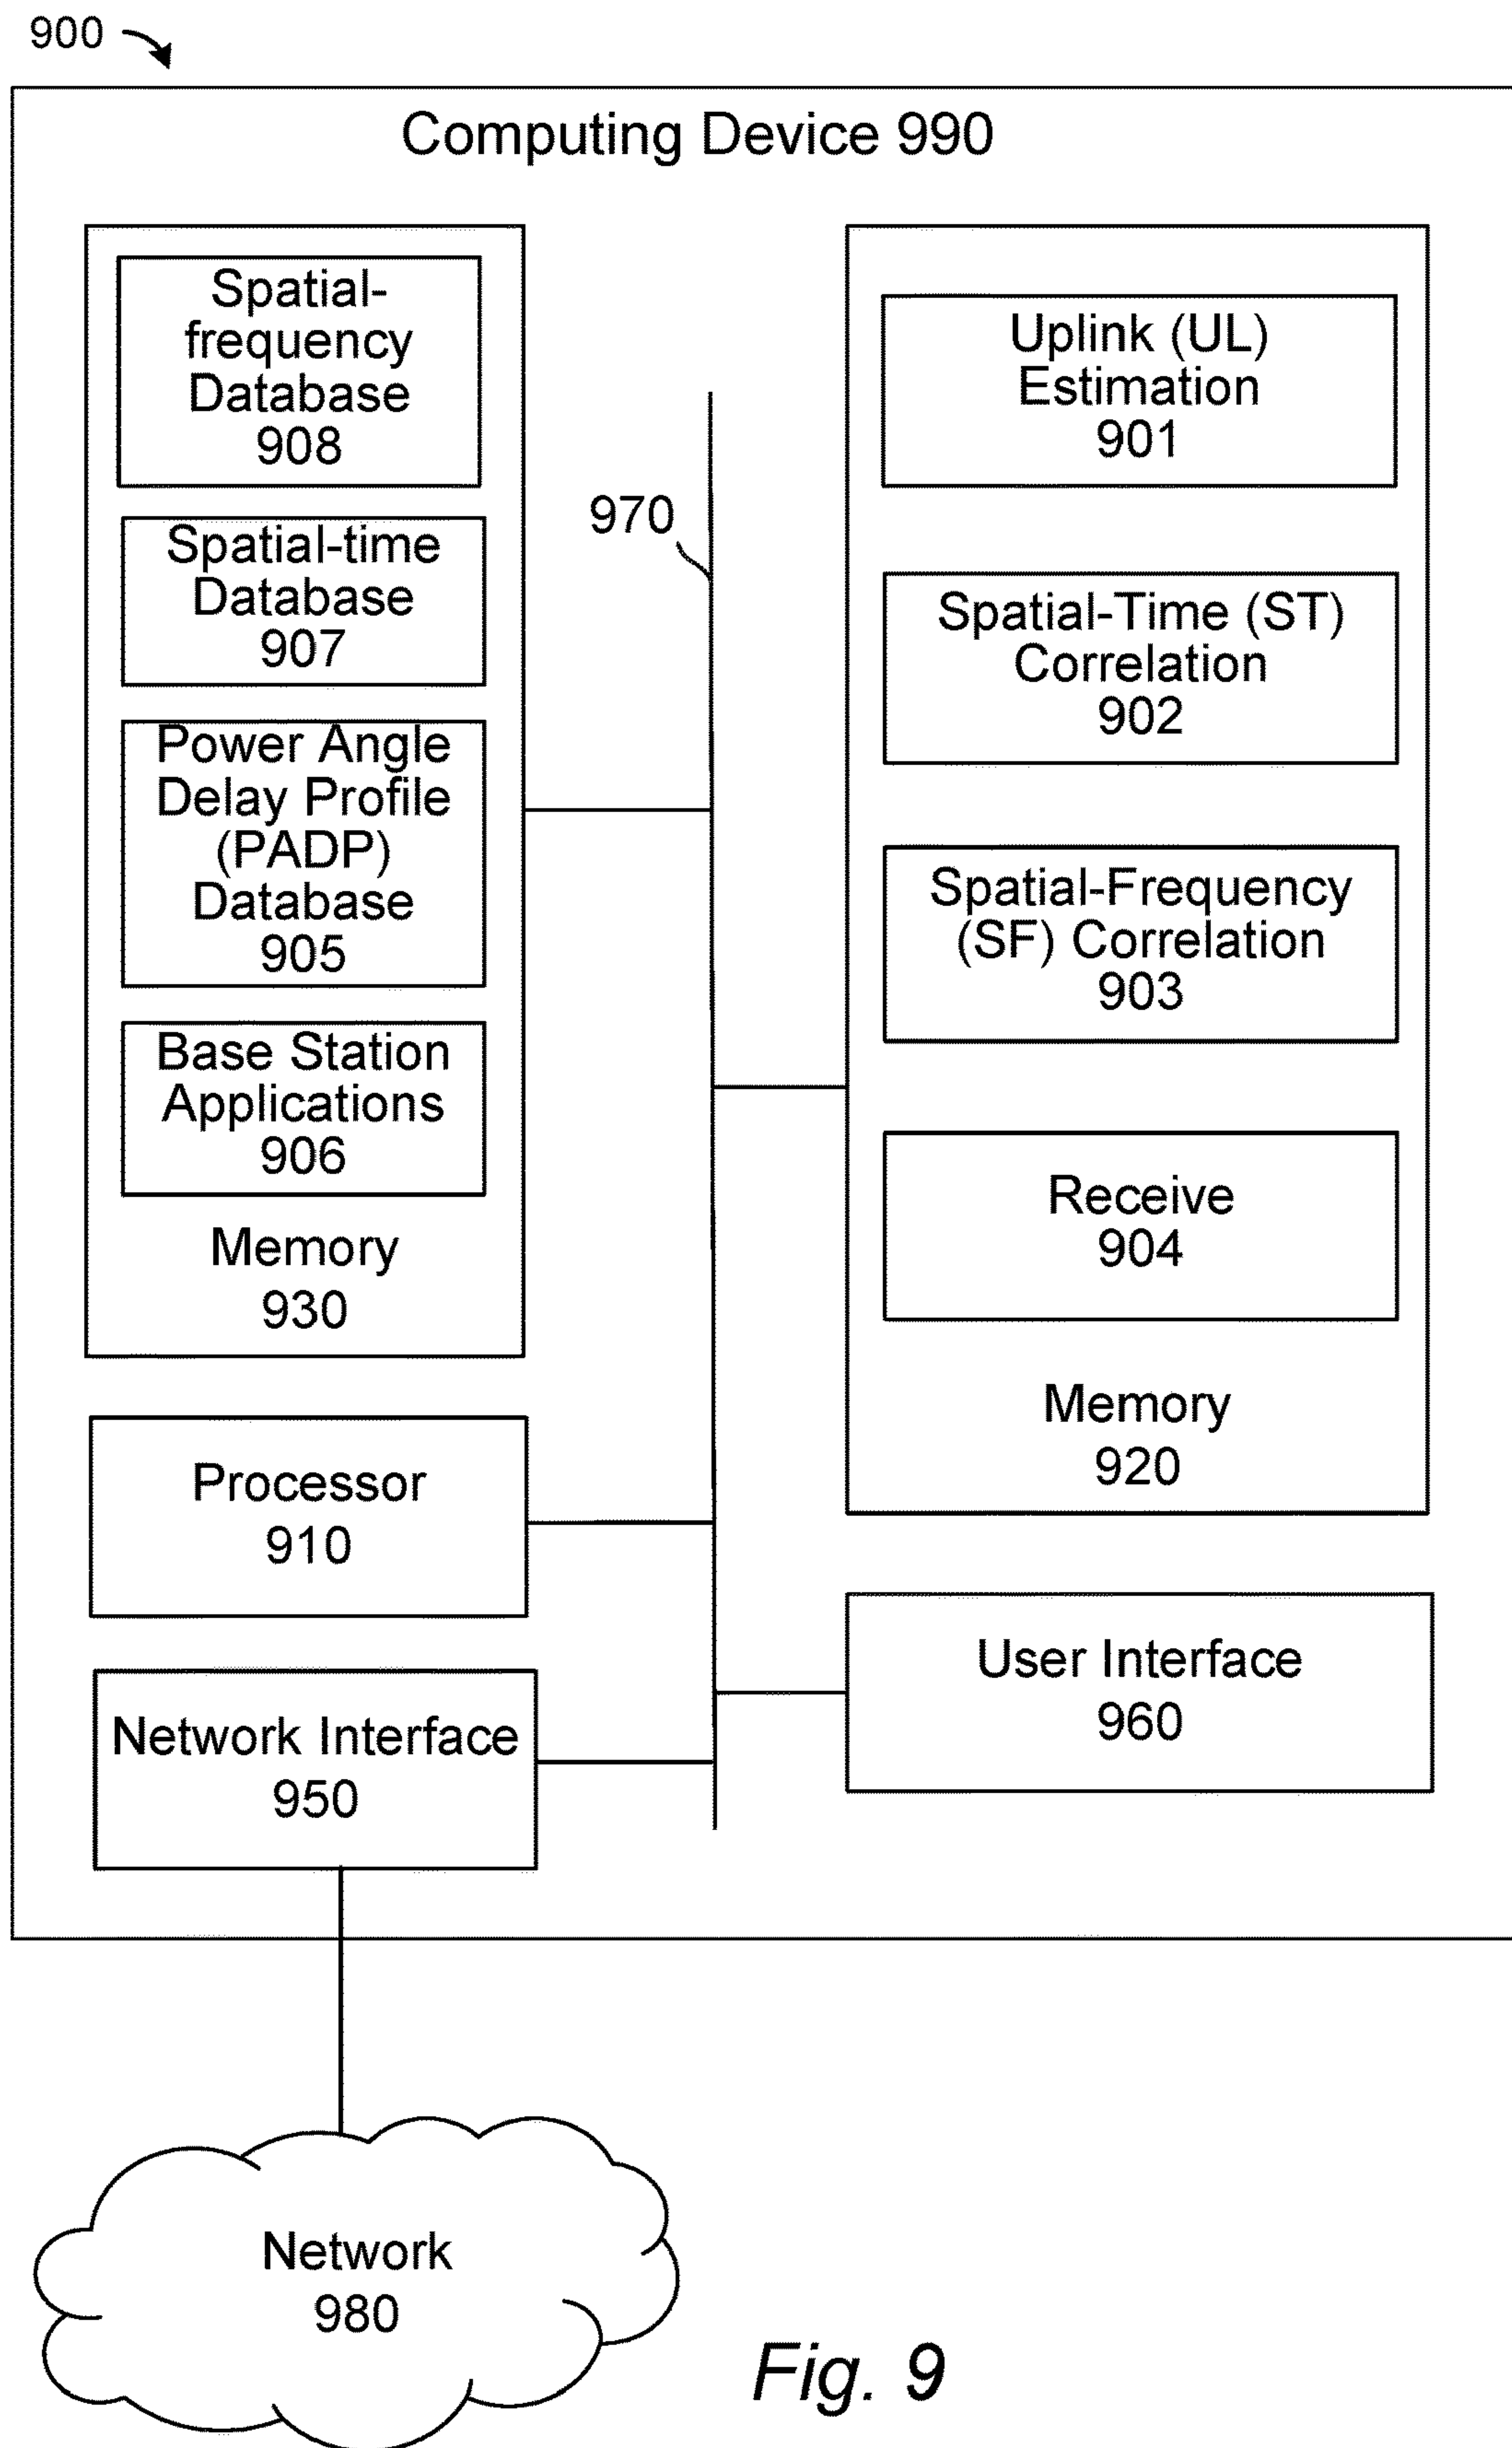 900
Computing Device 990
Spatial-
frequency
Database
908
Spatial-time
Database
907
Power Angle
Delay Profile
(PADP)
Database
905
Base Station
Applications
906
Memory
930
970
Uplink (UL)
Estimation
901
Spatial-Time (ST)
Correlation
902
Spatial-Frequency
(SF) Correlation
903
Receive
904
Memory
920
Processor
910
Network Interface
950
User Interface
960
Network
980
Fig. 9